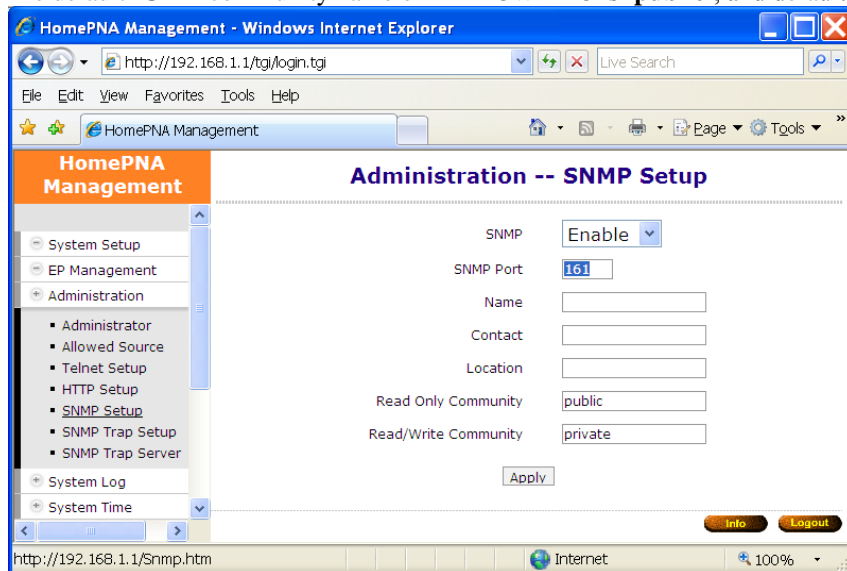 HomePNA Management - Windows Internet Explorer
http://192.168.1.1/tgi/login.tgi
Live Search
File Edit View Favorites Tools Help
HomePNA Management
Page Tools »
HomePNA
Management
System Setup
EP Management
Administration
Administrator
Allowed Source
Telnet Setup
HTTP Setup
SNMP Setup
SNMP Trap Setup
SNMP Trap Server
System Log
System Time
Administration -- SNMP Setup
SNMP Enable
SNMP Port 161
Name
Contact
Location
Read Only Community public
Read/Write Community private
Apply
Info Logout
http://192.168.1.1/Snmp.htm Internet 100%